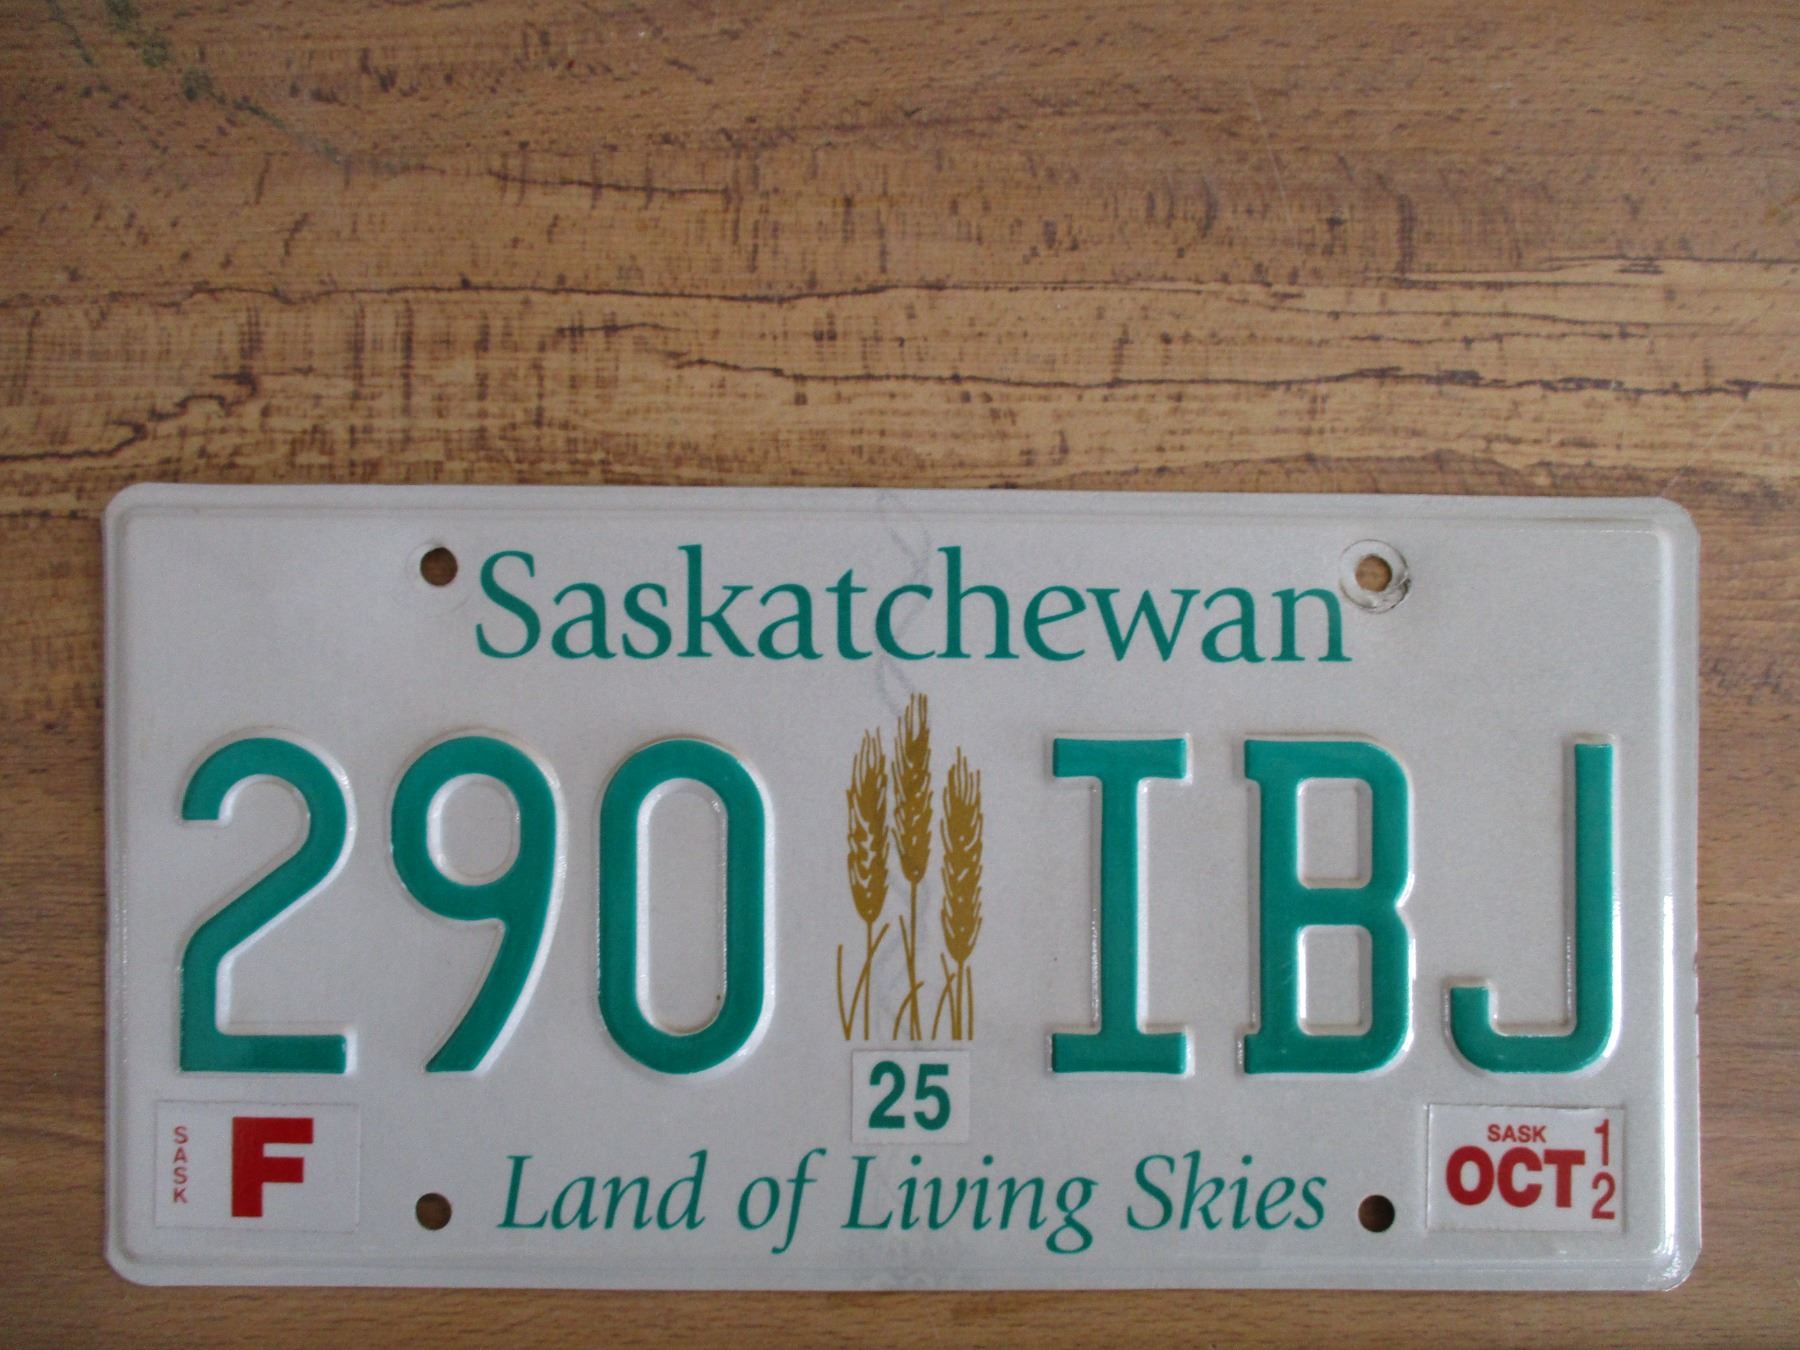 Saskatchewan
290 IBJ
25
SASK F
SASK OCT 12
Land of Living Skies